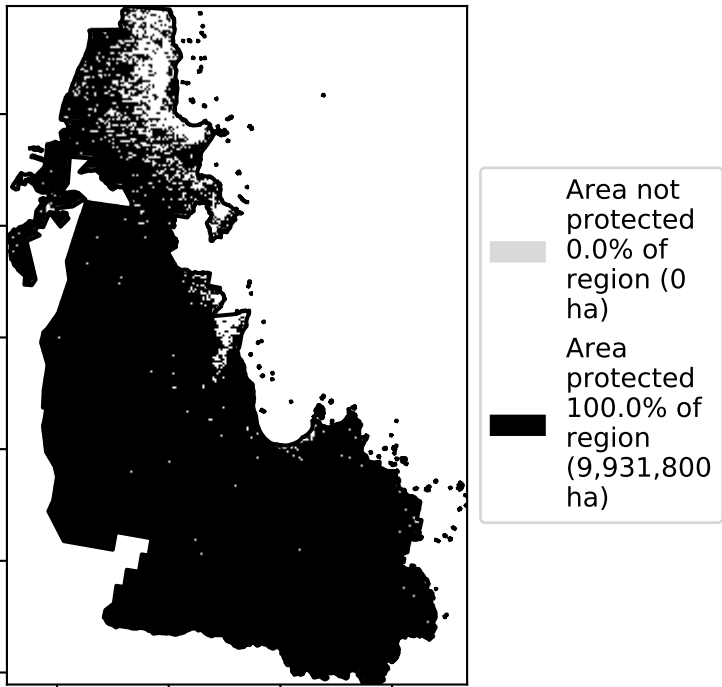 Area not
protected
0.0% of
region (0
ha)
Area
protected
100.0% of
region
(9,931,800
ha)